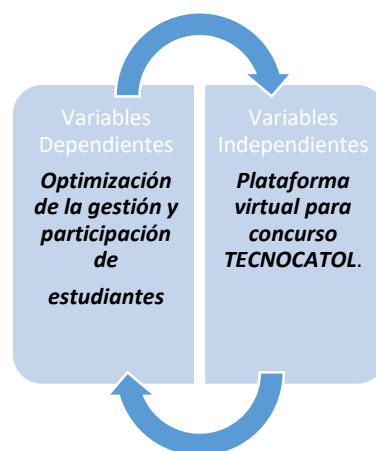 Variables
Dependientes
Optimización
de la gestión y
participación
de
estudiantes
Variables
Independientes
Plataforma
virtual para
concurso
TECNOCATOL.